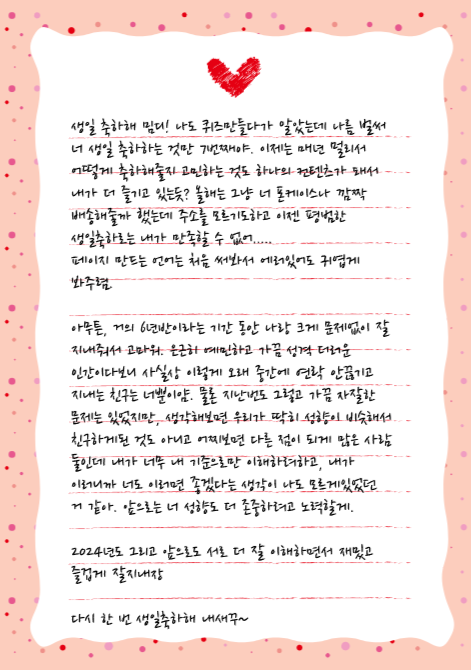 생일 축하해 밈디! 나도 퀴즈만들다가 알았는데 나름 벌써
너 생일 축하하는 것만 7번째야. 이제는 매년 멀리서
어떻게 축하해줄지 고민하는 것도 하나의 컨텐츠가 돼서
내가 더 즐기고 있는듯? 올해는 그냥 너 폰케이스나 깜짝
배송해줄까 했는데 주소를 모르기도하고 이젠 평범한
생일축하로는 내가 만족할 수 없어.....
페이지 만드는 언어는 처음 써봐서 에러있어도 귀엽게
봐주렴.
아무튼, 거의 6년반이라는 기간 동안 나랑 크게 문제없이 잘
지내줘서 고마워. 은근히 예민하고 가끔 성격 더러운
인간이다보니 사실상 이렇게 오래 중간에 연락 안끊기고
지내는 친구는 너뿐이야. 물론 지난번도 그렇고 가끔 자잘한
문제는 있었지만, 생각해보면 우리가 딱히 성향이 비슷해서
친구하게된 것도 아니고 어찌보면 다른 점이 되게 많은 사람
들인데 내가 너무 내 기준으로만 이해하려하고, 내가
이러니까 너도 이러면 좋겠다는 생각이 나도 모르게있었던
거 같아. 앞으로는 너 성향도 더 존중하려고 노력할게.
2024년도 그리고 앞으로도 서로 더 잘 이해하면서 재밌고
즐겁게 잘지내장
다시 한 번 생일축하해 내새꾸~